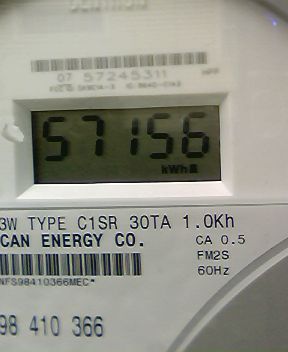 07 57245311
57156
kWh
3W TYPE C1SR 30TA 1.0Kh
CAN ENERGY CO.
CA 0.5
FM2S
60Hz
NFS98410366MEC*
98 410 366